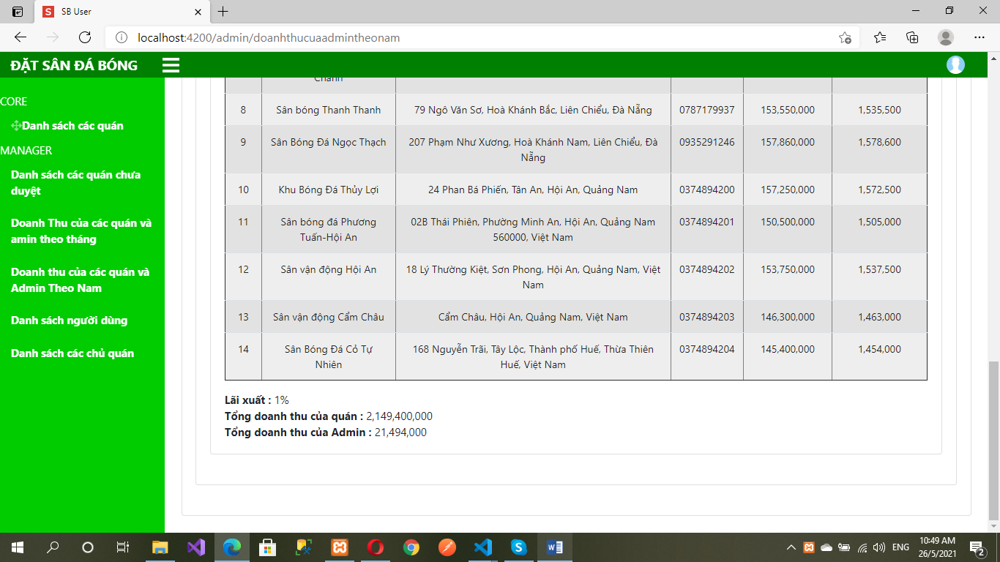 SB User
localhost:4200/admin/doanhthucuaadmintheonam
ĐẶT SÂN ĐÁ BÓNG
CORE
Danh sách các quán
MANAGER
Danh sách các quán chưa
duyệt
Doanh Thu của các quán và
amin theo tháng
Doanh thu của các quán và
Admin Theo Nam
Danh sách người dùng
Danh sách các chủ quán
Chánh
8 Sân bóng Thanh Thanh 79 Ngô Văn Sơ, Hoà Khánh Bắc, Liên Chiểu, Đà Nẵng 0787179937 153,550,000 1,535,500
9 Sân Bóng Đá Ngọc Thạch 207 Phạm Như Xương, Hoà Khánh Nam, Liên Chiểu, Đà 0935291246 157,860,000 1,578,600
Nẵng
10 Khu Bóng Đá Thủy Lợi 24 Phan Bá Phiến, Tân An, Hội An, Quảng Nam 0374894200 157,250,000 1,572,500
11 Sân bóng đá Phương 02B Thái Phiên, Phường Minh An, Hội An, Quảng Nam 0374894201 150,500,000 1,505,000
Tuấn-Hội An 560000, Việt Nam
12 Sân vận động Hội An 18 Lý Thường Kiệt, Sơn Phong, Hội An, Quảng Nam, Việt 0374894202 153,750,000 1,537,500
Nam
13 Sân vận động Cẩm Châu Cẩm Châu, Hội An, Quảng Nam, Việt Nam 0374894203 146,300,000 1,463,000
14 Sân Bóng Đá Cỏ Tự 168 Nguyễn Trãi, Tây Lộc, Thành phố Huế, Thừa Thiên 0374894204 145,400,000 1,454,000
Nhiên Huế, Việt Nam
Lãi xuất : 1%
Tổng doanh thu của quán : 2,149,400,000
Tổng doanh thu của Admin : 21,494,000
ENG
10:49 AM
26/5/2021
2